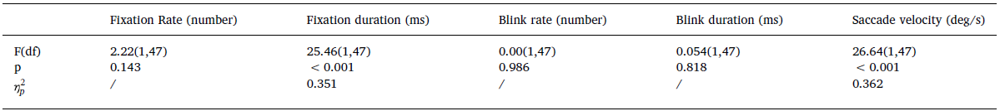 Fixation Rate (number) Fixation duration (ms) Blink rate (number) Blink duration (ms) Saccade velocity (deg/s)
F(df) 2.22(1,47) 25.46(1,47) 0.00(1,47) 0.054(1,47) 26.64(1,47)
p 0.143 < 0.001 0.986 0.818 < 0.001
η²ₚ / 0.351 / / 0.362